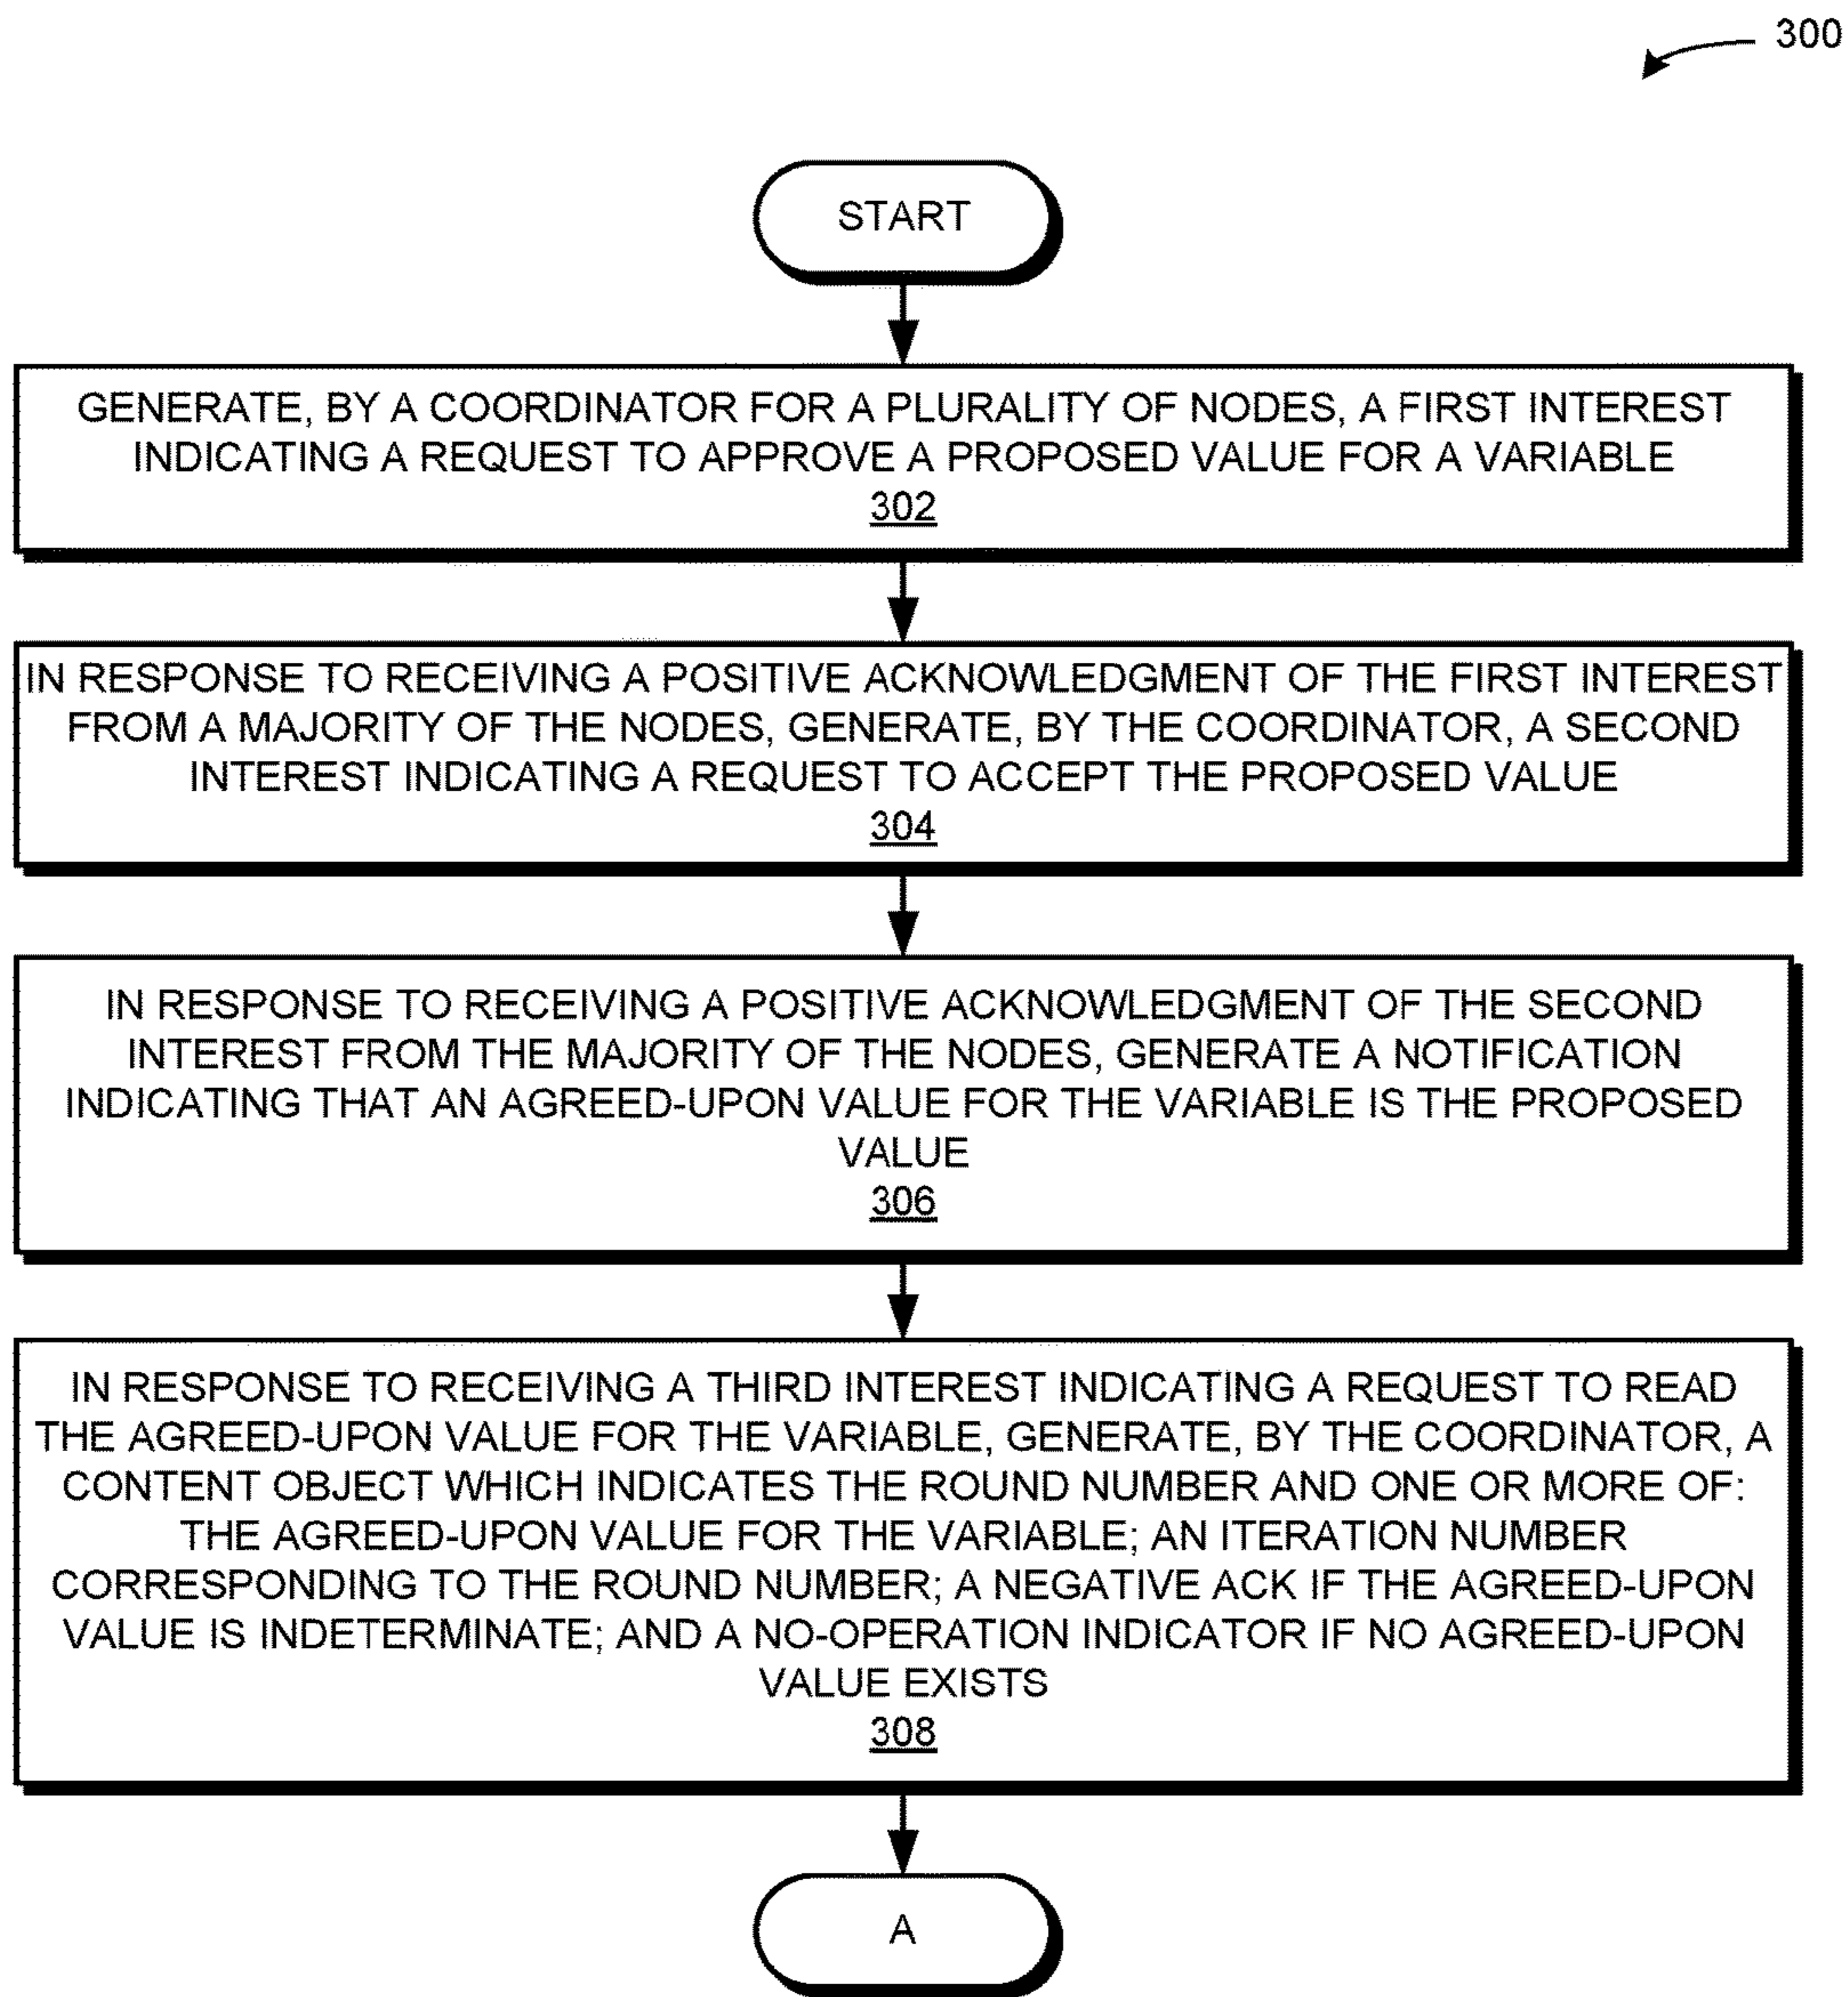 300
START
GENERATE, BY A COORDINATOR FOR A PLURALITY OF NODES, A FIRST INTEREST
INDICATING A REQUEST TO APPROVE A PROPOSED VALUE FOR A VARIABLE
302
IN RESPONSE TO RECEIVING A POSITIVE ACKNOWLEDGMENT OF THE FIRST INTEREST
FROM A MAJORITY OF THE NODES, GENERATE, BY THE COORDINATOR, A SECOND
INTEREST INDICATING A REQUEST TO ACCEPT THE PROPOSED VALUE
304
IN RESPONSE TO RECEIVING A POSITIVE ACKNOWLEDGMENT OF THE SECOND
INTEREST FROM THE MAJORITY OF THE NODES, GENERATE A NOTIFICATION
INDICATING THAT AN AGREED-UPON VALUE FOR THE VARIABLE IS THE PROPOSED
VALUE
306
IN RESPONSE TO RECEIVING A THIRD INTEREST INDICATING A REQUEST TO READ
THE AGREED-UPON VALUE FOR THE VARIABLE, GENERATE, BY THE COORDINATOR, A
CONTENT OBJECT WHICH INDICATES THE ROUND NUMBER AND ONE OR MORE OF:
THE AGREED-UPON VALUE FOR THE VARIABLE; AN ITERATION NUMBER
CORRESPONDING TO THE ROUND NUMBER; A NEGATIVE ACK IF THE AGREED-UPON
VALUE IS INDETERMINATE; AND A NO-OPERATION INDICATOR IF NO AGREED-UPON
VALUE EXISTS
308
A